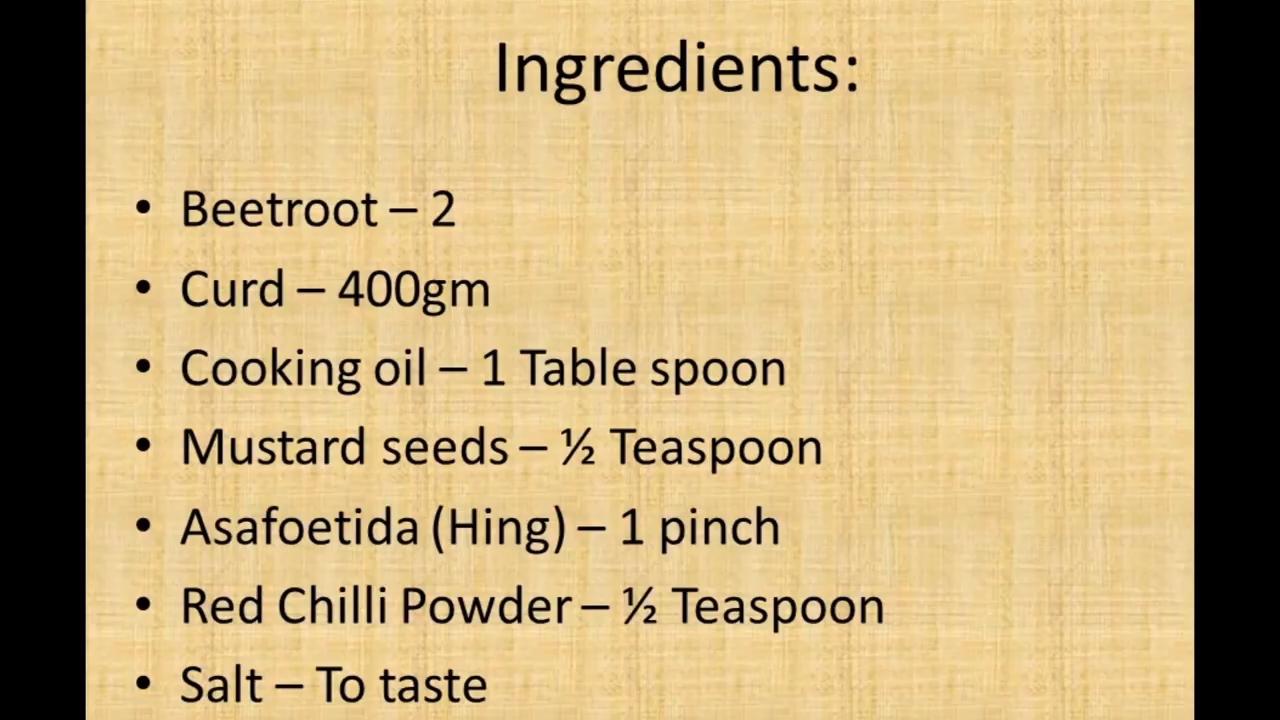 Ingredients:
• Beetroot – 2
• Curd – 400gm
• Cooking oil – 1 Table spoon
• Mustard seeds – ½ Teaspoon
• Asafoetida (Hing) – 1 pinch
• Red Chilli Powder – ½ Teaspoon
• Salt – To taste